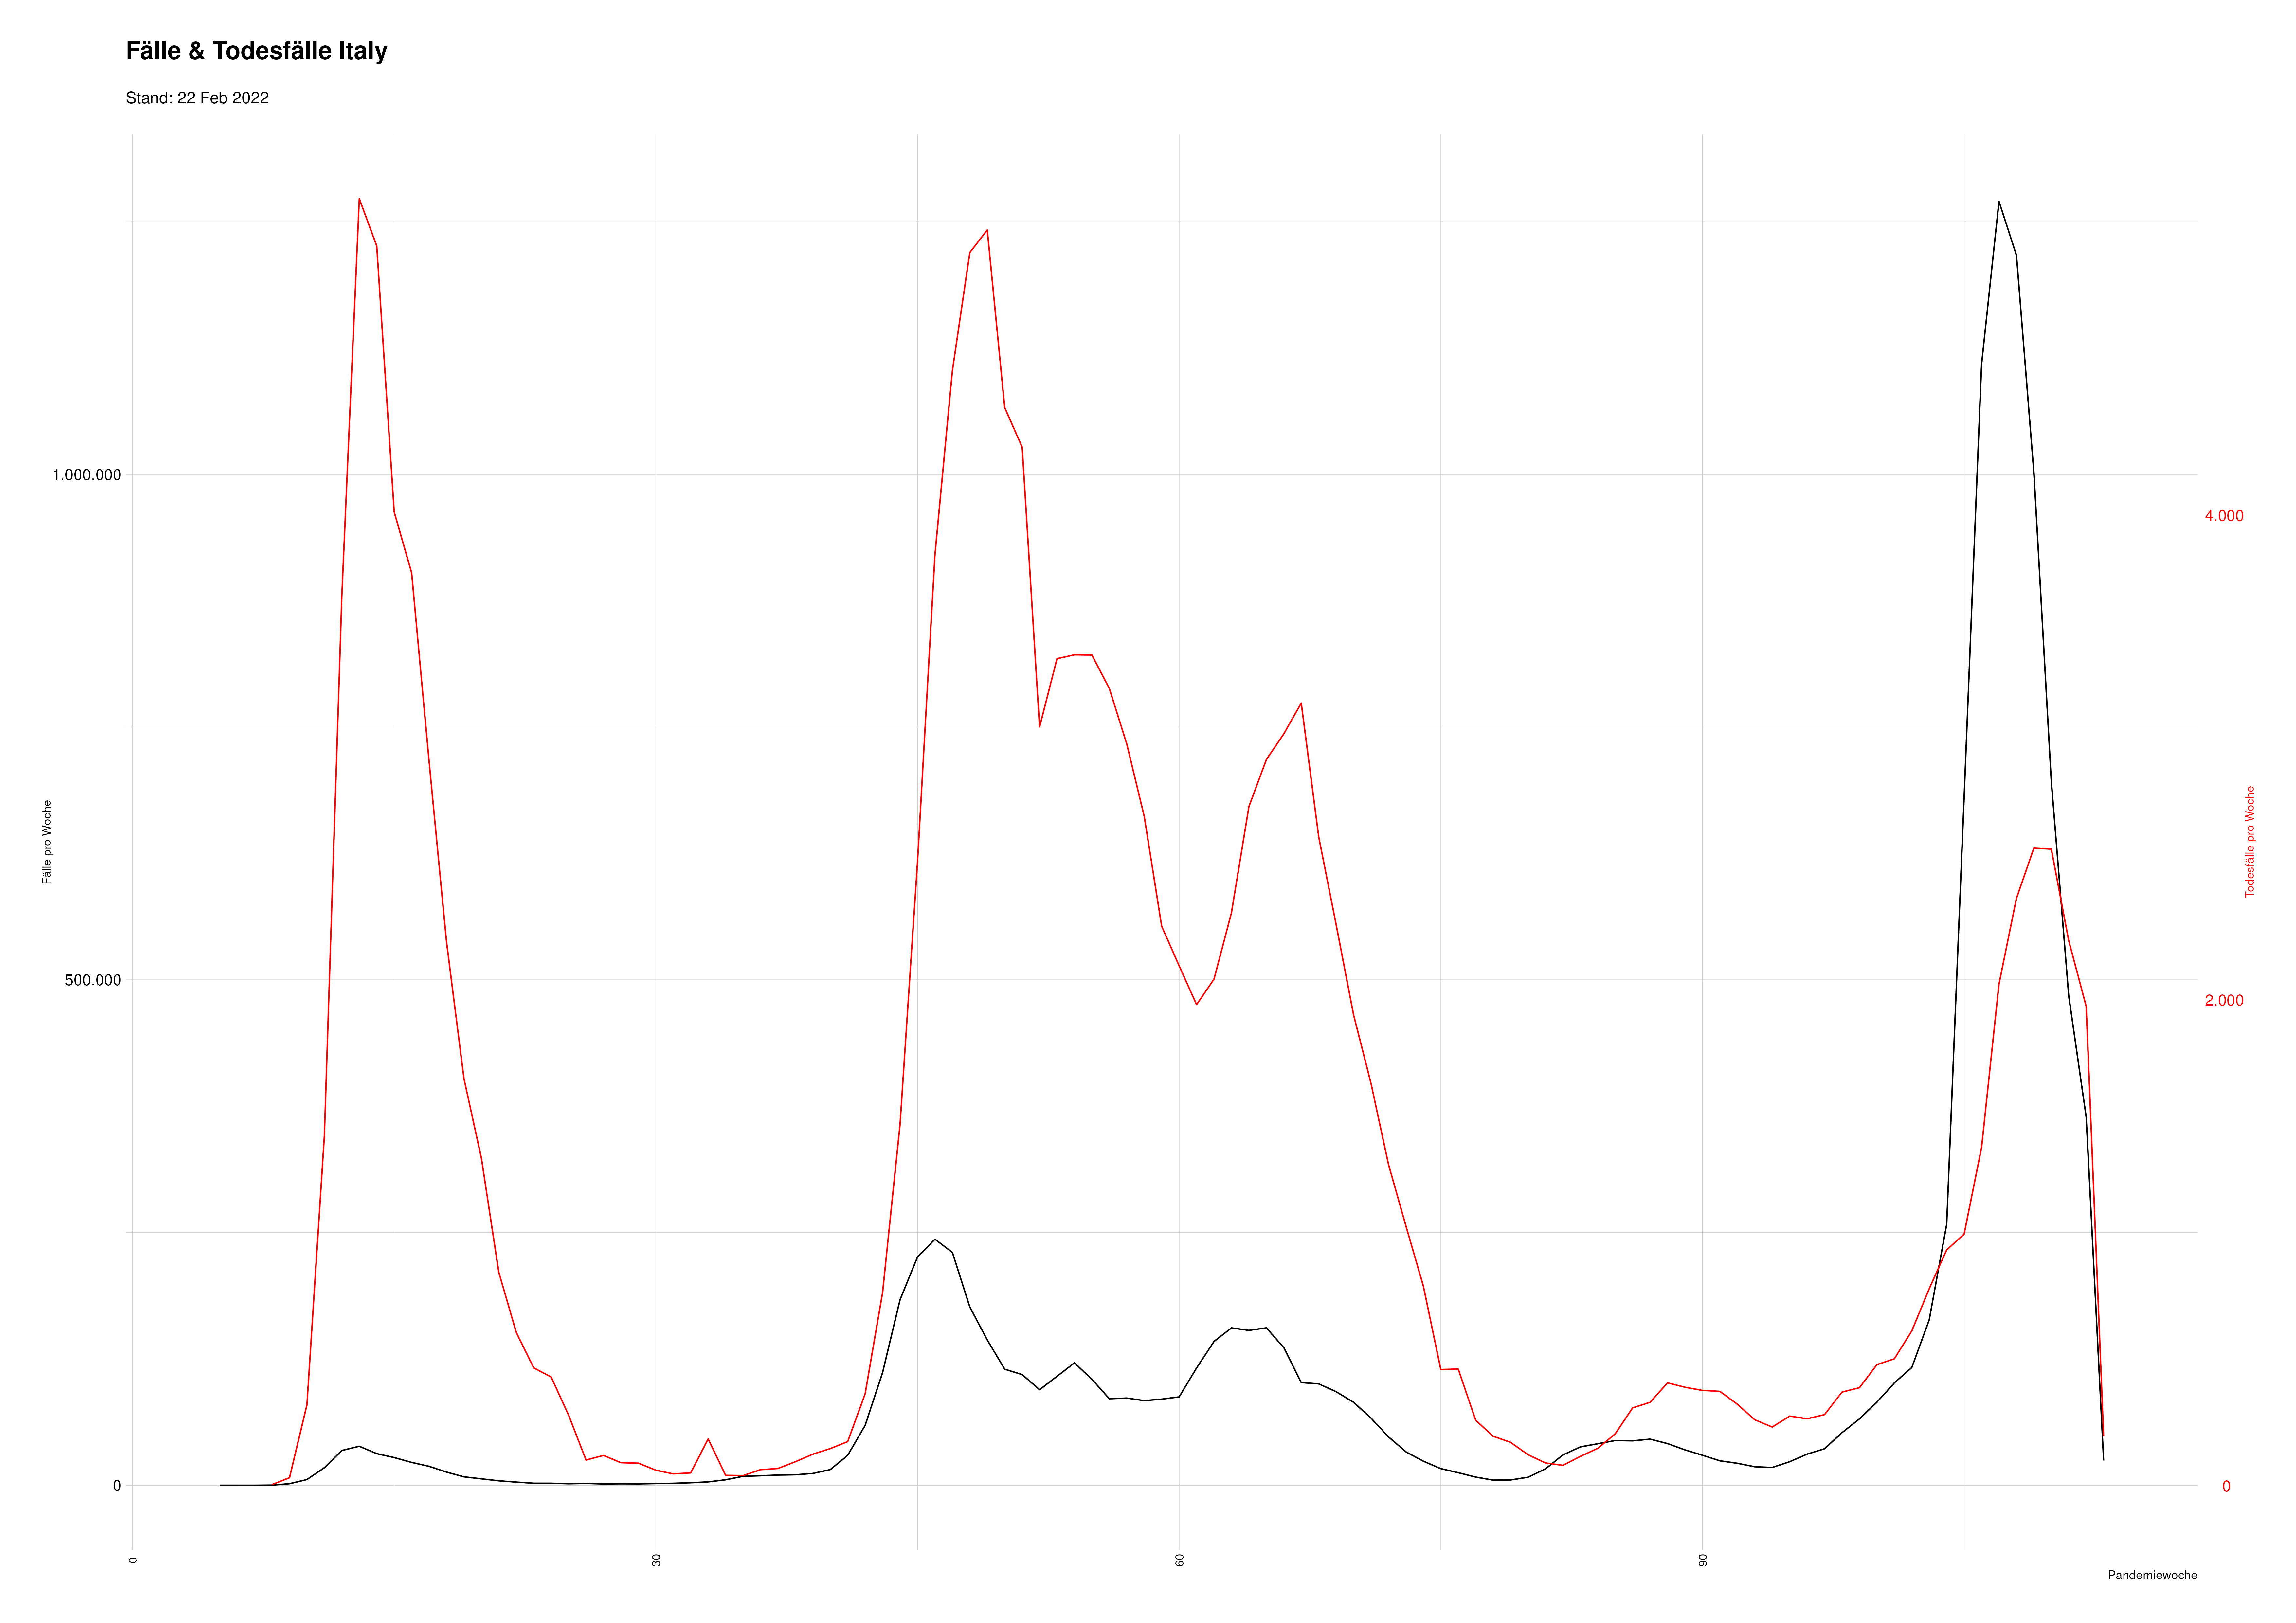 Fälle & Todesfälle Italy
Stand: 22 Feb 2022
1.000.000
500.000
0
Fälle pro Woche
4.000
2.000
0
Todesfälle pro Woche
0
30
60
90
Pandemiewoche